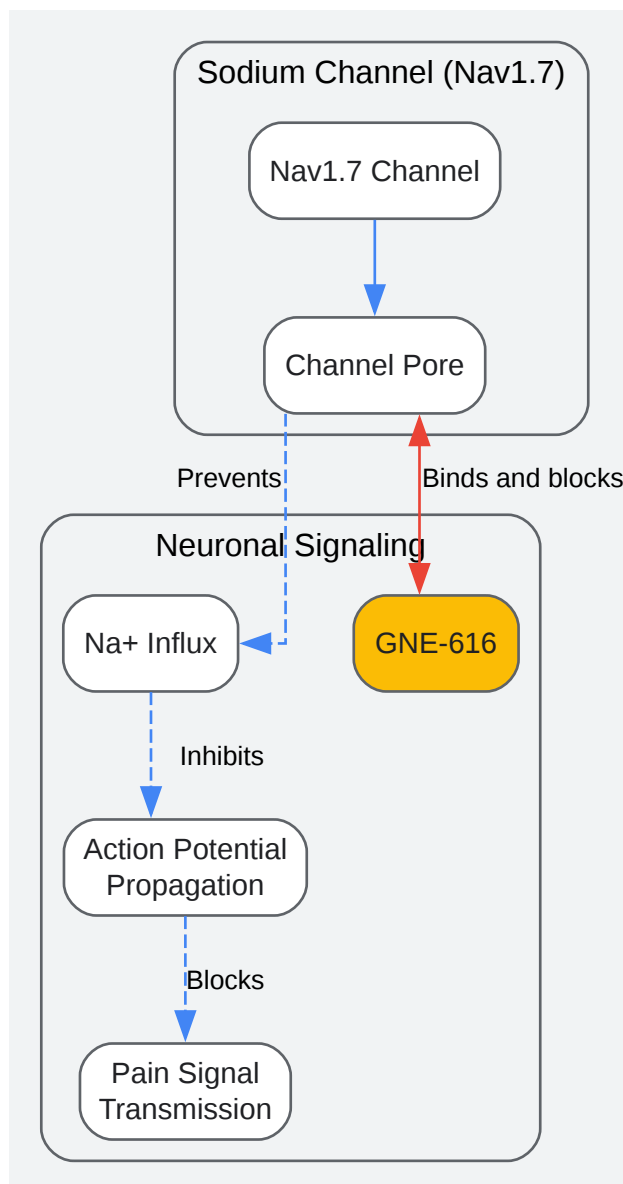 Sodium Channel (Nav1.7)
Nav1.7 Channel
Channel Pore
Prevents
Binds and blocks
Neuronal Signaling
Na+ Influx
GNE-616
Inhibits
Action Potential
Propagation
Blocks
Pain Signal
Transmission